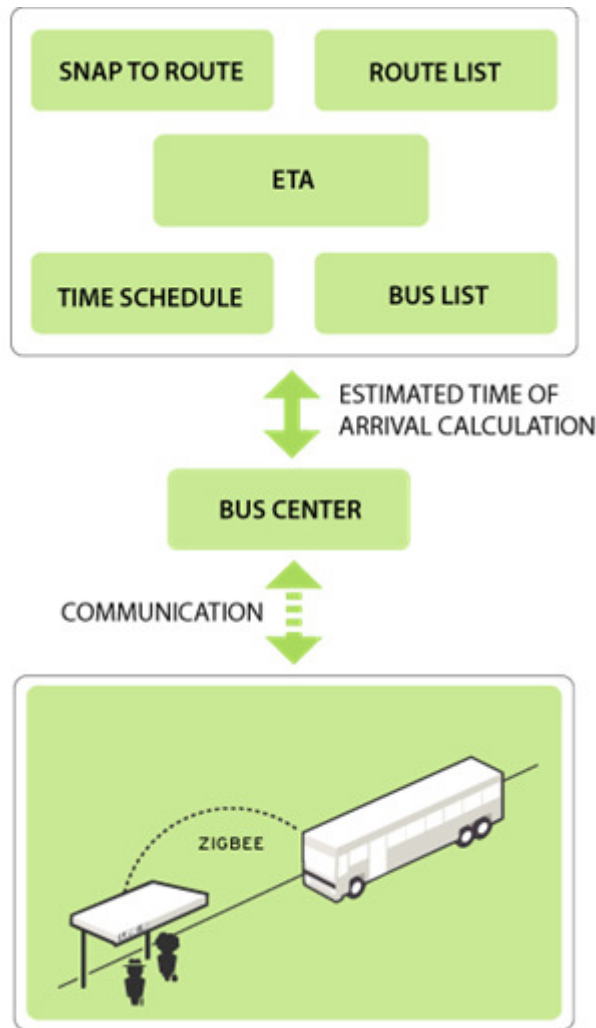 SNAP TO ROUTE
ROUTE LIST
ETA
TIME SCHEDULE
BUS LIST
ESTIMATED TIME OF
ARRIVAL CALCULATION
BUS CENTER
COMMUNICATION
ZIGBEE